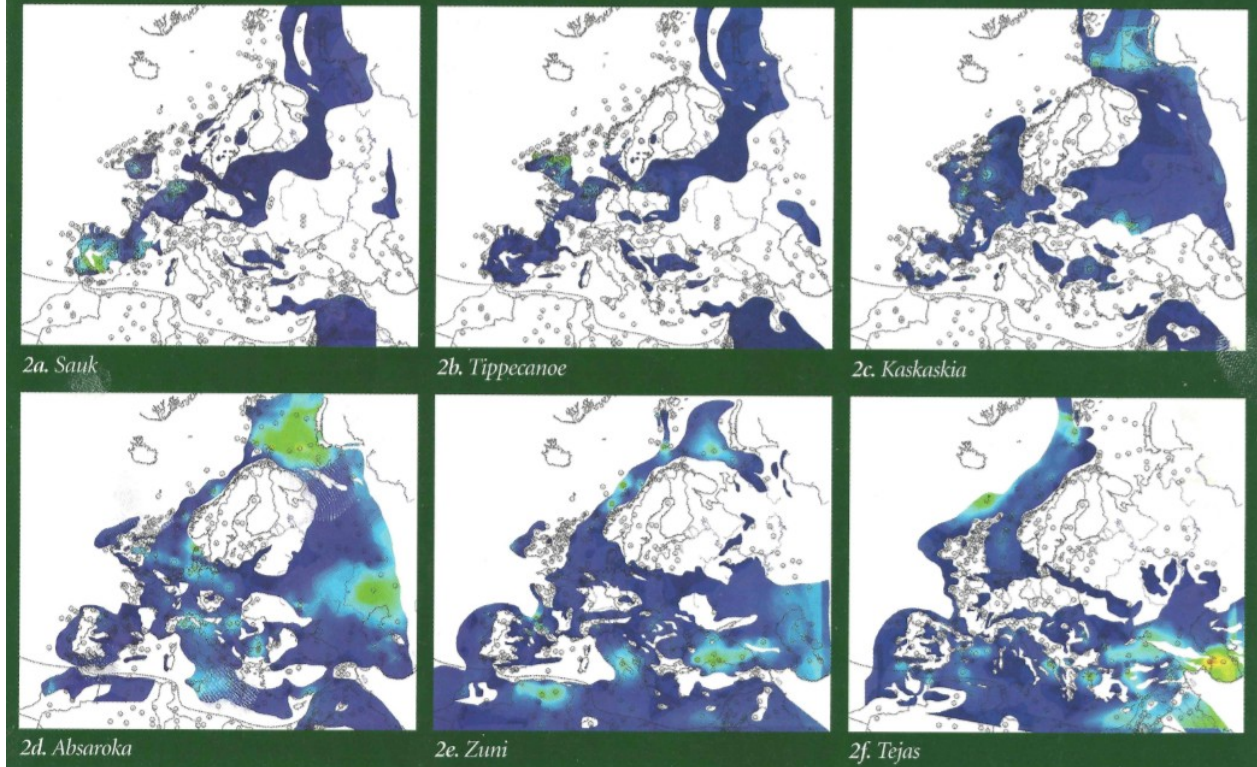 2a. Sauk
2b. Tippecanoe
2c. Kaskaskia
2d. Absaroka
2e. Zuni
2f. Tejas